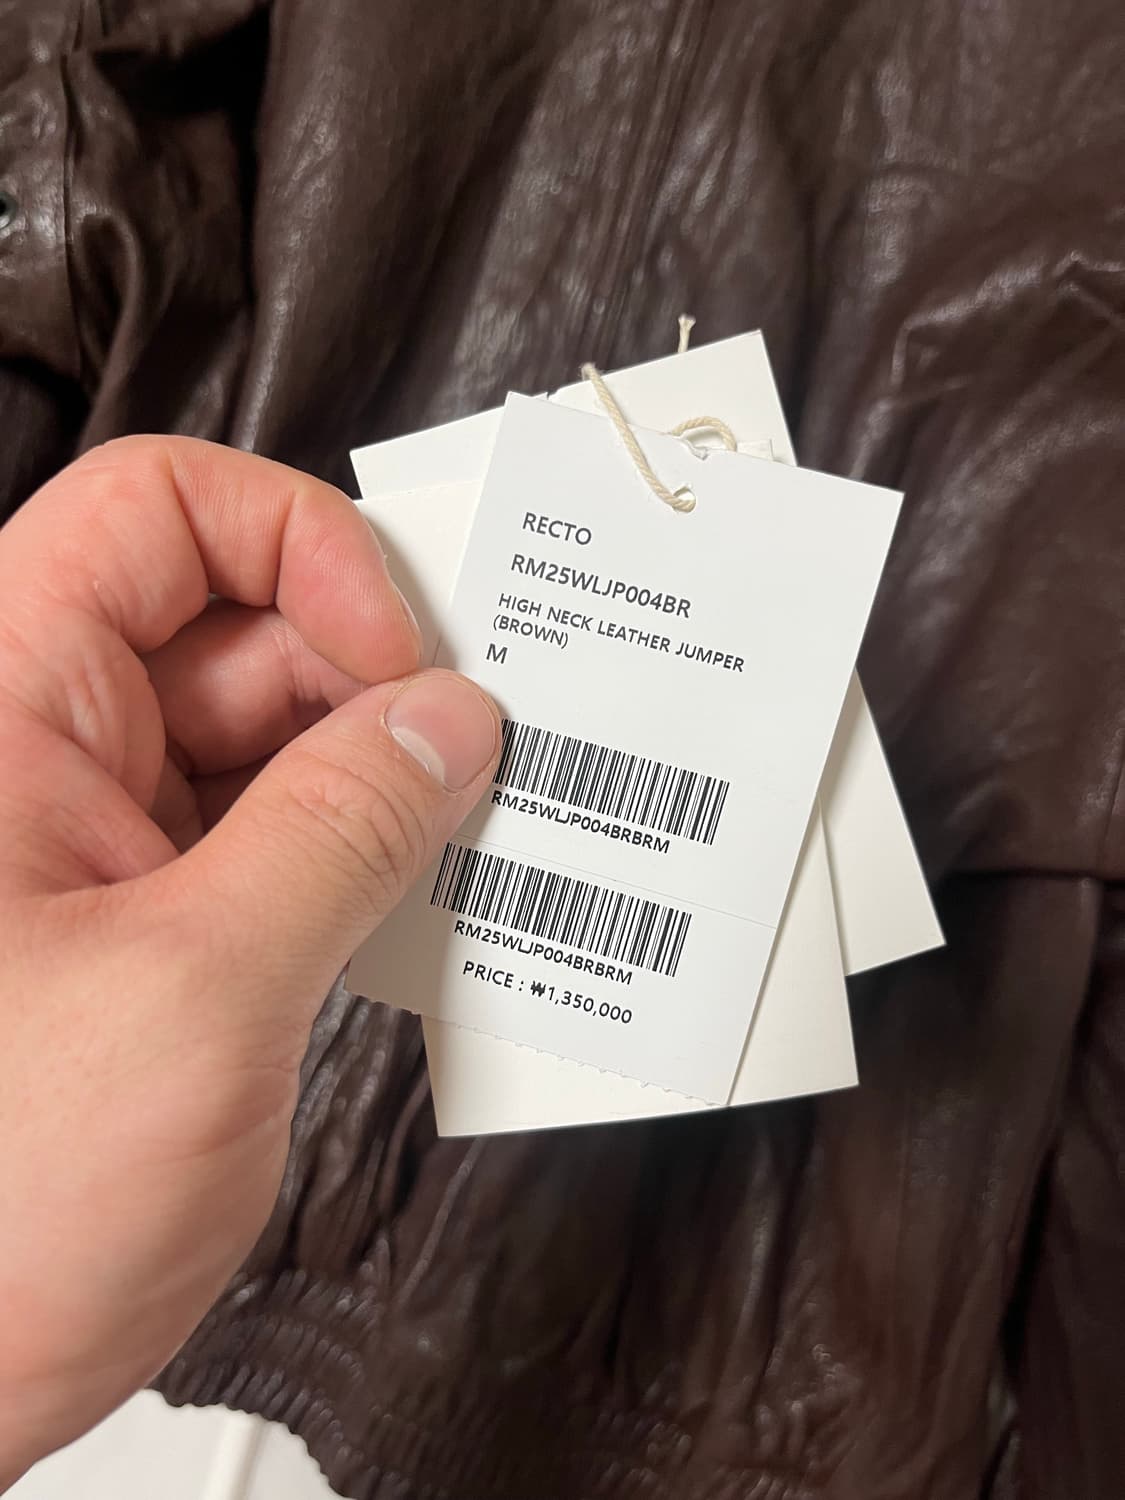 RECTO
RM25WLJP004BR
HIGH NECK LEATHER JUMPER
(BROWN)
M
RM25WLJP004BRBRM
RM25WLJP004BRBRM
PRICE : ₩1,350,000